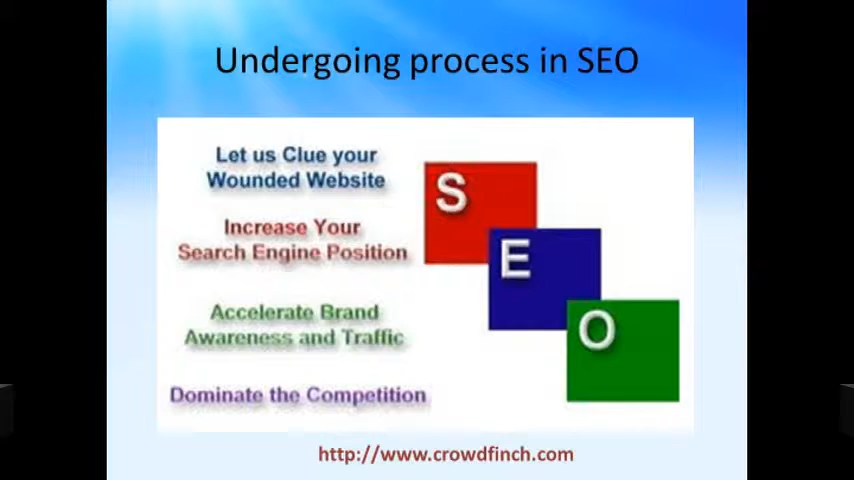 Undergoing process in SEO
Let us Clue your
Wounded Website
Increase Your
Search Engine Position
Accelerate Brand
Awareness and Traffic
Dominate the Competition
S
E
O
http://www.crowdfinch.com